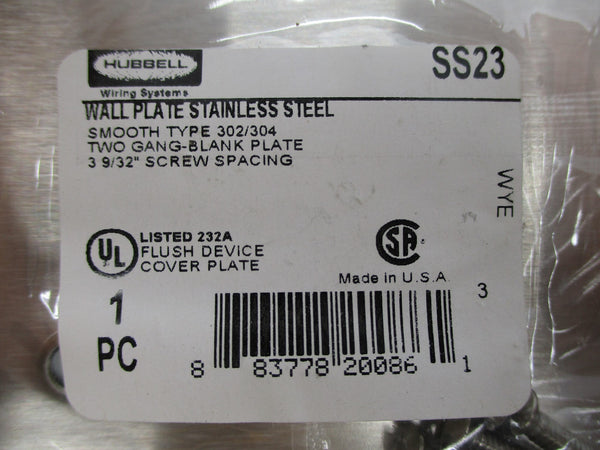 HUBBELL
Wiring Systems
SS23
WALL PLATE STAINLESS STEEL
SMOOTH TYPE 302/304
TWO GANG-BLANK PLATE
3 9/32" SCREW SPACING
WYE
UL
LISTED 232A
FLUSH DEVICE
COVER PLATE
SA
Made in U.S.A.
3
1
PC
8 83778 20086 1